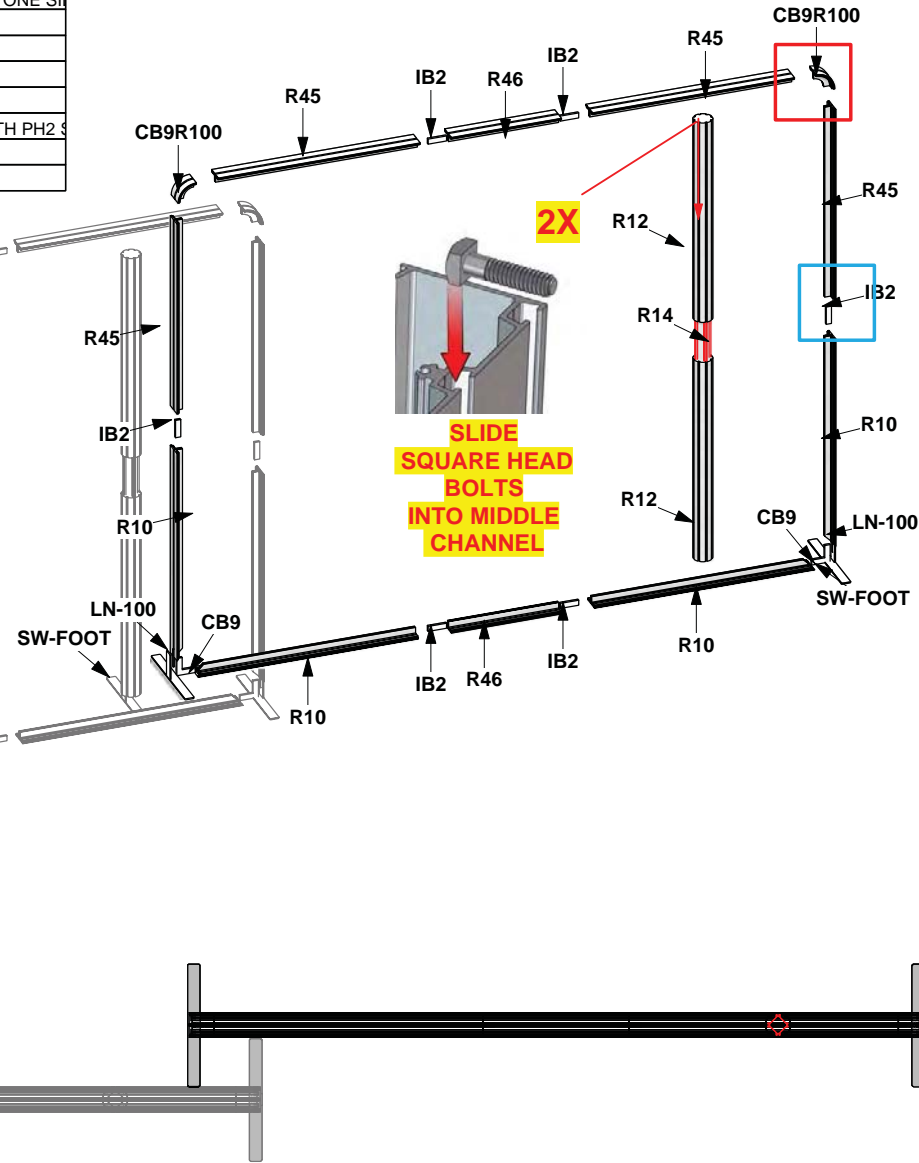 ONE
TH PH2
CB9R100
R45
IB2
R46
IB2
R45
CB9R100
2X
R12
R45
R14
IB2
R45
IB2
R10
R10
SLIDE
SQUARE HEAD
BOLTS
INTO MIDDLE
CHANNEL
R12
CB9
LN-100
SW-FOOT
LN-100
CB9
SW-FOOT
R10
IB2
R46
IB2
R10